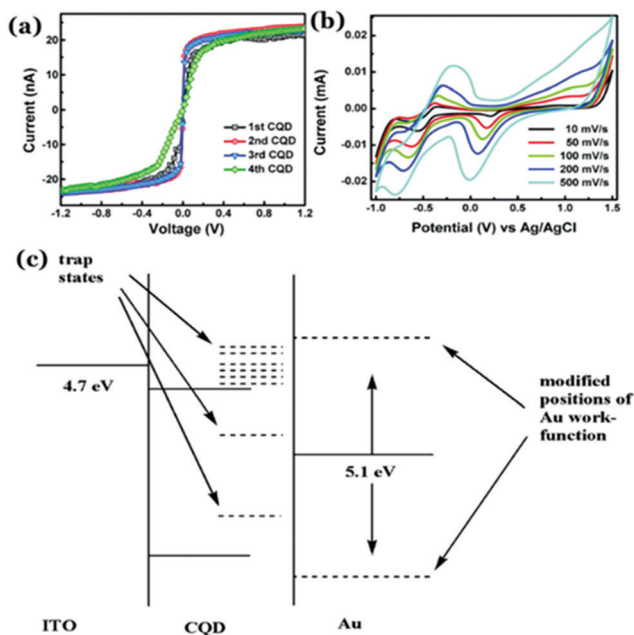 (a)
Current (nA)
20
10
0
-10
-20
1st CQD
2nd CQD
3rd CQD
4th CQD
-1.2 -0.8 -0.4 0.0 0.4 0.8 1.2
Voltage (V)
(b)
Current (mA)
0.02
0.01
0.00
-0.01
-0.02
10 mV/s
50 mV/s
100 mV/s
200 mV/s
500 mV/s
-1.0 -0.5 0.0 0.5 1.0 1.5
Potential (V) vs Ag/AgCl
(c)
trap
states
4.7 eV
5.1 eV
modified
positions of
Au work-
function
ITO CQD Au